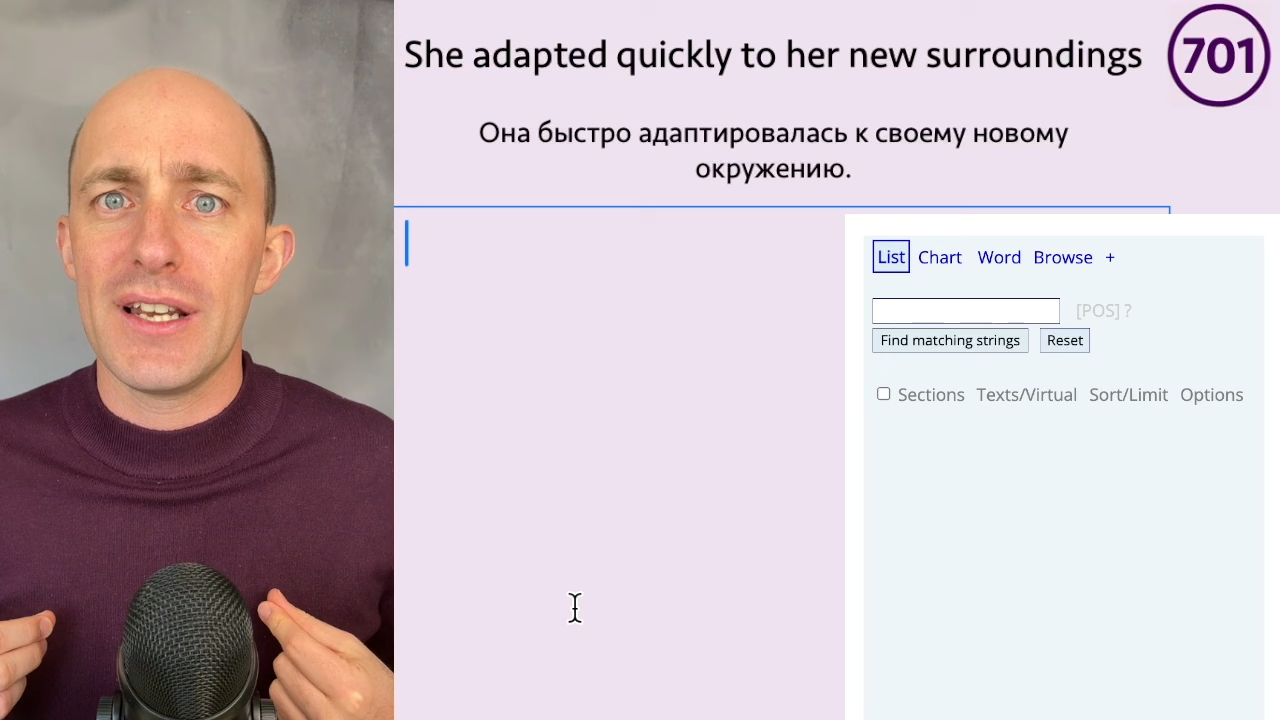 She adapted quickly to her new surroundings
701
Она быстро адаптировалась к своему новому
окружению.
List Chart Word Browse +
[POS] ?
Find matching strings Reset
Sections Texts/Virtual Sort/Limit Options